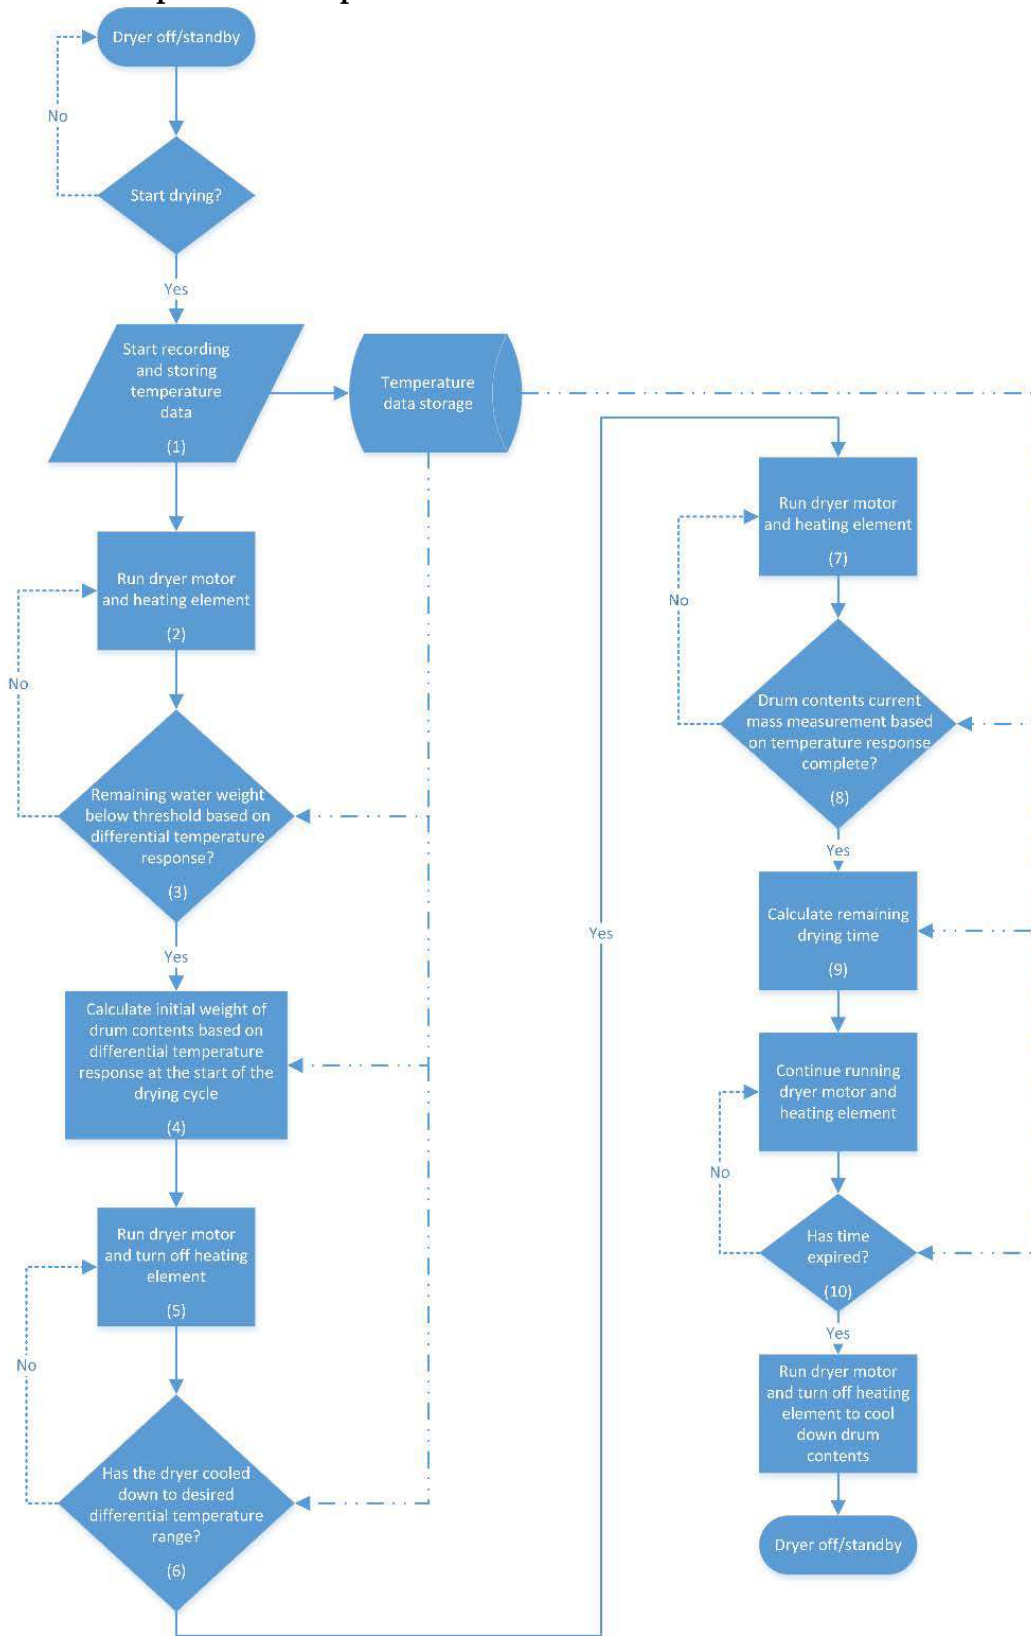 Dryer off/standby
No
Start drying?
Yes
Start recording
and storing
temperature
data
(1)
Temperature
data storage
Run dryer motor
and heating element
(2)
No
Remaining water weight
below threshold based on
differential temperature
response?
(3)
Yes
Calculate initial weight of
drum contents based on
differential temperature
response at the start of the
drying cycle
(4)
Run dryer motor
and turn off heating
element
(5)
No
Has the dryer cooled
down to desired
differential temperature
range?
(6)
Yes
Run dryer motor
and heating element
(7)
No
Drum contents current
mass measurement based
on temperature response
complete?
(8)
Yes
Calculate remaining
drying time
(9)
Continue running
dryer motor and
heating element
No
Has time
expired?
(10)
Yes
Run dryer motor
and turn off heating
element to cool
down drum
contents
Dryer off/standby